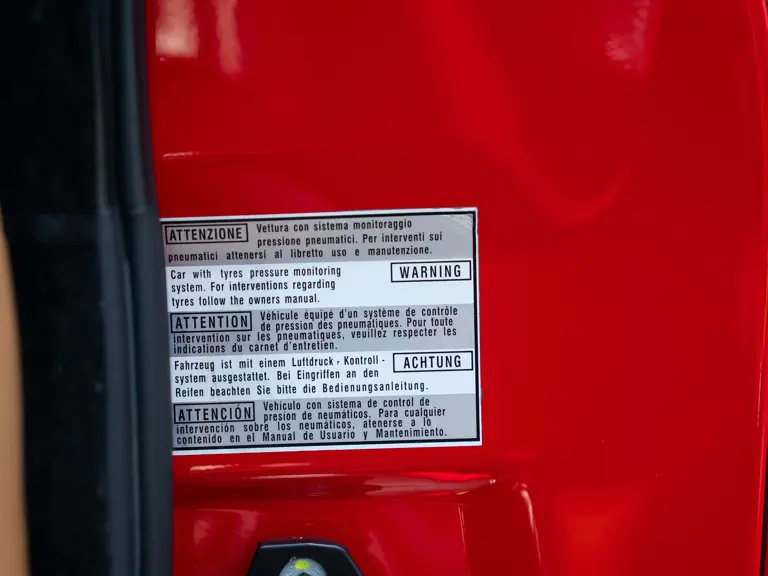 ATTENZIONE Vettura con sistema monitoraggio
pressione pneumatici. Per interventi sui
pneumatici attenersi al libretto uso e manutenzione.
Car with tyres pressure monitoring WARNING
system. For interventions regarding
tyres follow the owners manual.
ATTENTION Véhicule équipé d'un système de contrôle
de pression des pneumatiques. Pour toute
intervention sur les pneumatiques, veuillez respecter les
indications du carnet d'entretien.
Fahrzeug ist mit einem Luftdruck - Kontroll - ACHTUNG
system ausgestattet. Bei Eingriffen an den
Reifen beachten Sie bitte die Bedienungsanleitung.
ATENCIÓN Vehículo con sistema de control de
presion de neumáticos. Para cualquier
intervención sobre los neumáticos, atenerse a lo
contenido en el Manual de Usuario y Mantenimiento.